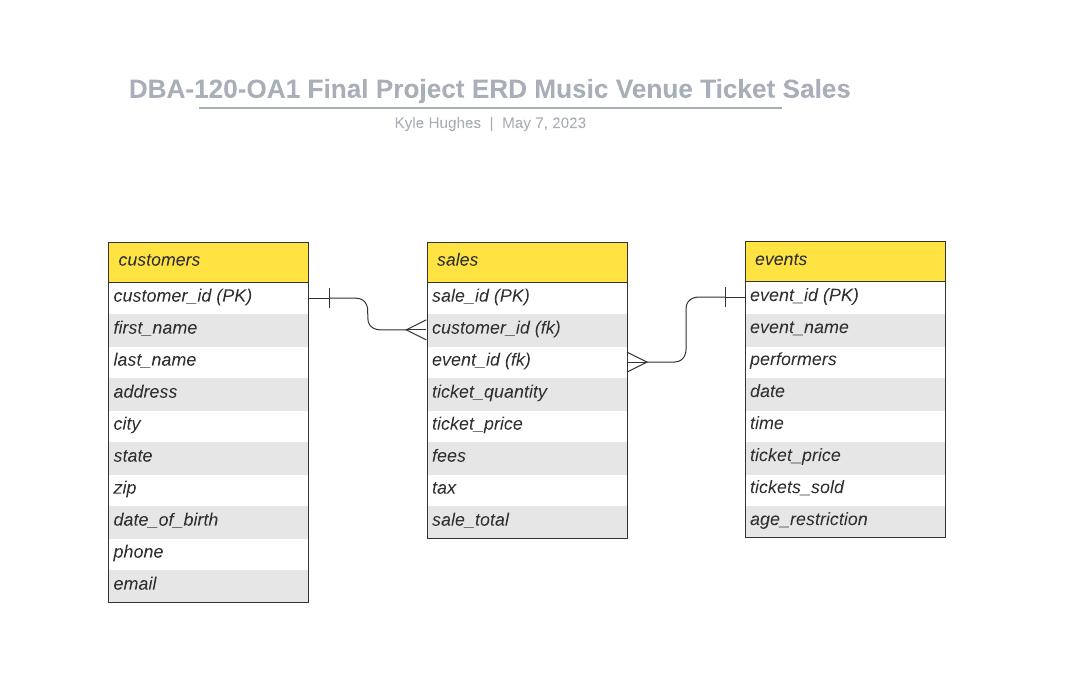 DBA-120-OA1 Final Project ERD Music Venue Ticket Sales
Kyle Hughes | May 7, 2023
customers
customer_id (PK)
first_name
last_name
address
city
state
zip
date_of_birth
phone
email
sales
sale_id (PK)
customer_id (fk)
event_id (fk)
ticket_quantity
ticket_price
fees
tax
sale_total
events
event_id (PK)
event_name
performers
date
time
ticket_price
tickets_sold
age_restriction